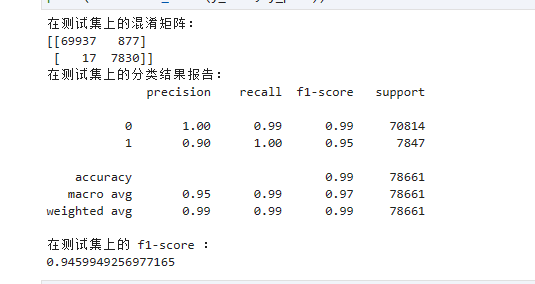 在测试集上的混淆矩阵:
[[69937 877]
[ 17 7830]]
在测试集上的分类结果报告:
precision recall f1-score support
0 1.00 0.99 0.99 70814
1 0.90 1.00 0.95 7847
accuracy 0.99 78661
macro avg 0.95 0.99 0.97 78661
weighted avg 0.99 0.99 0.99 78661
在测试集上的 f1-score :
0.9459949256977165